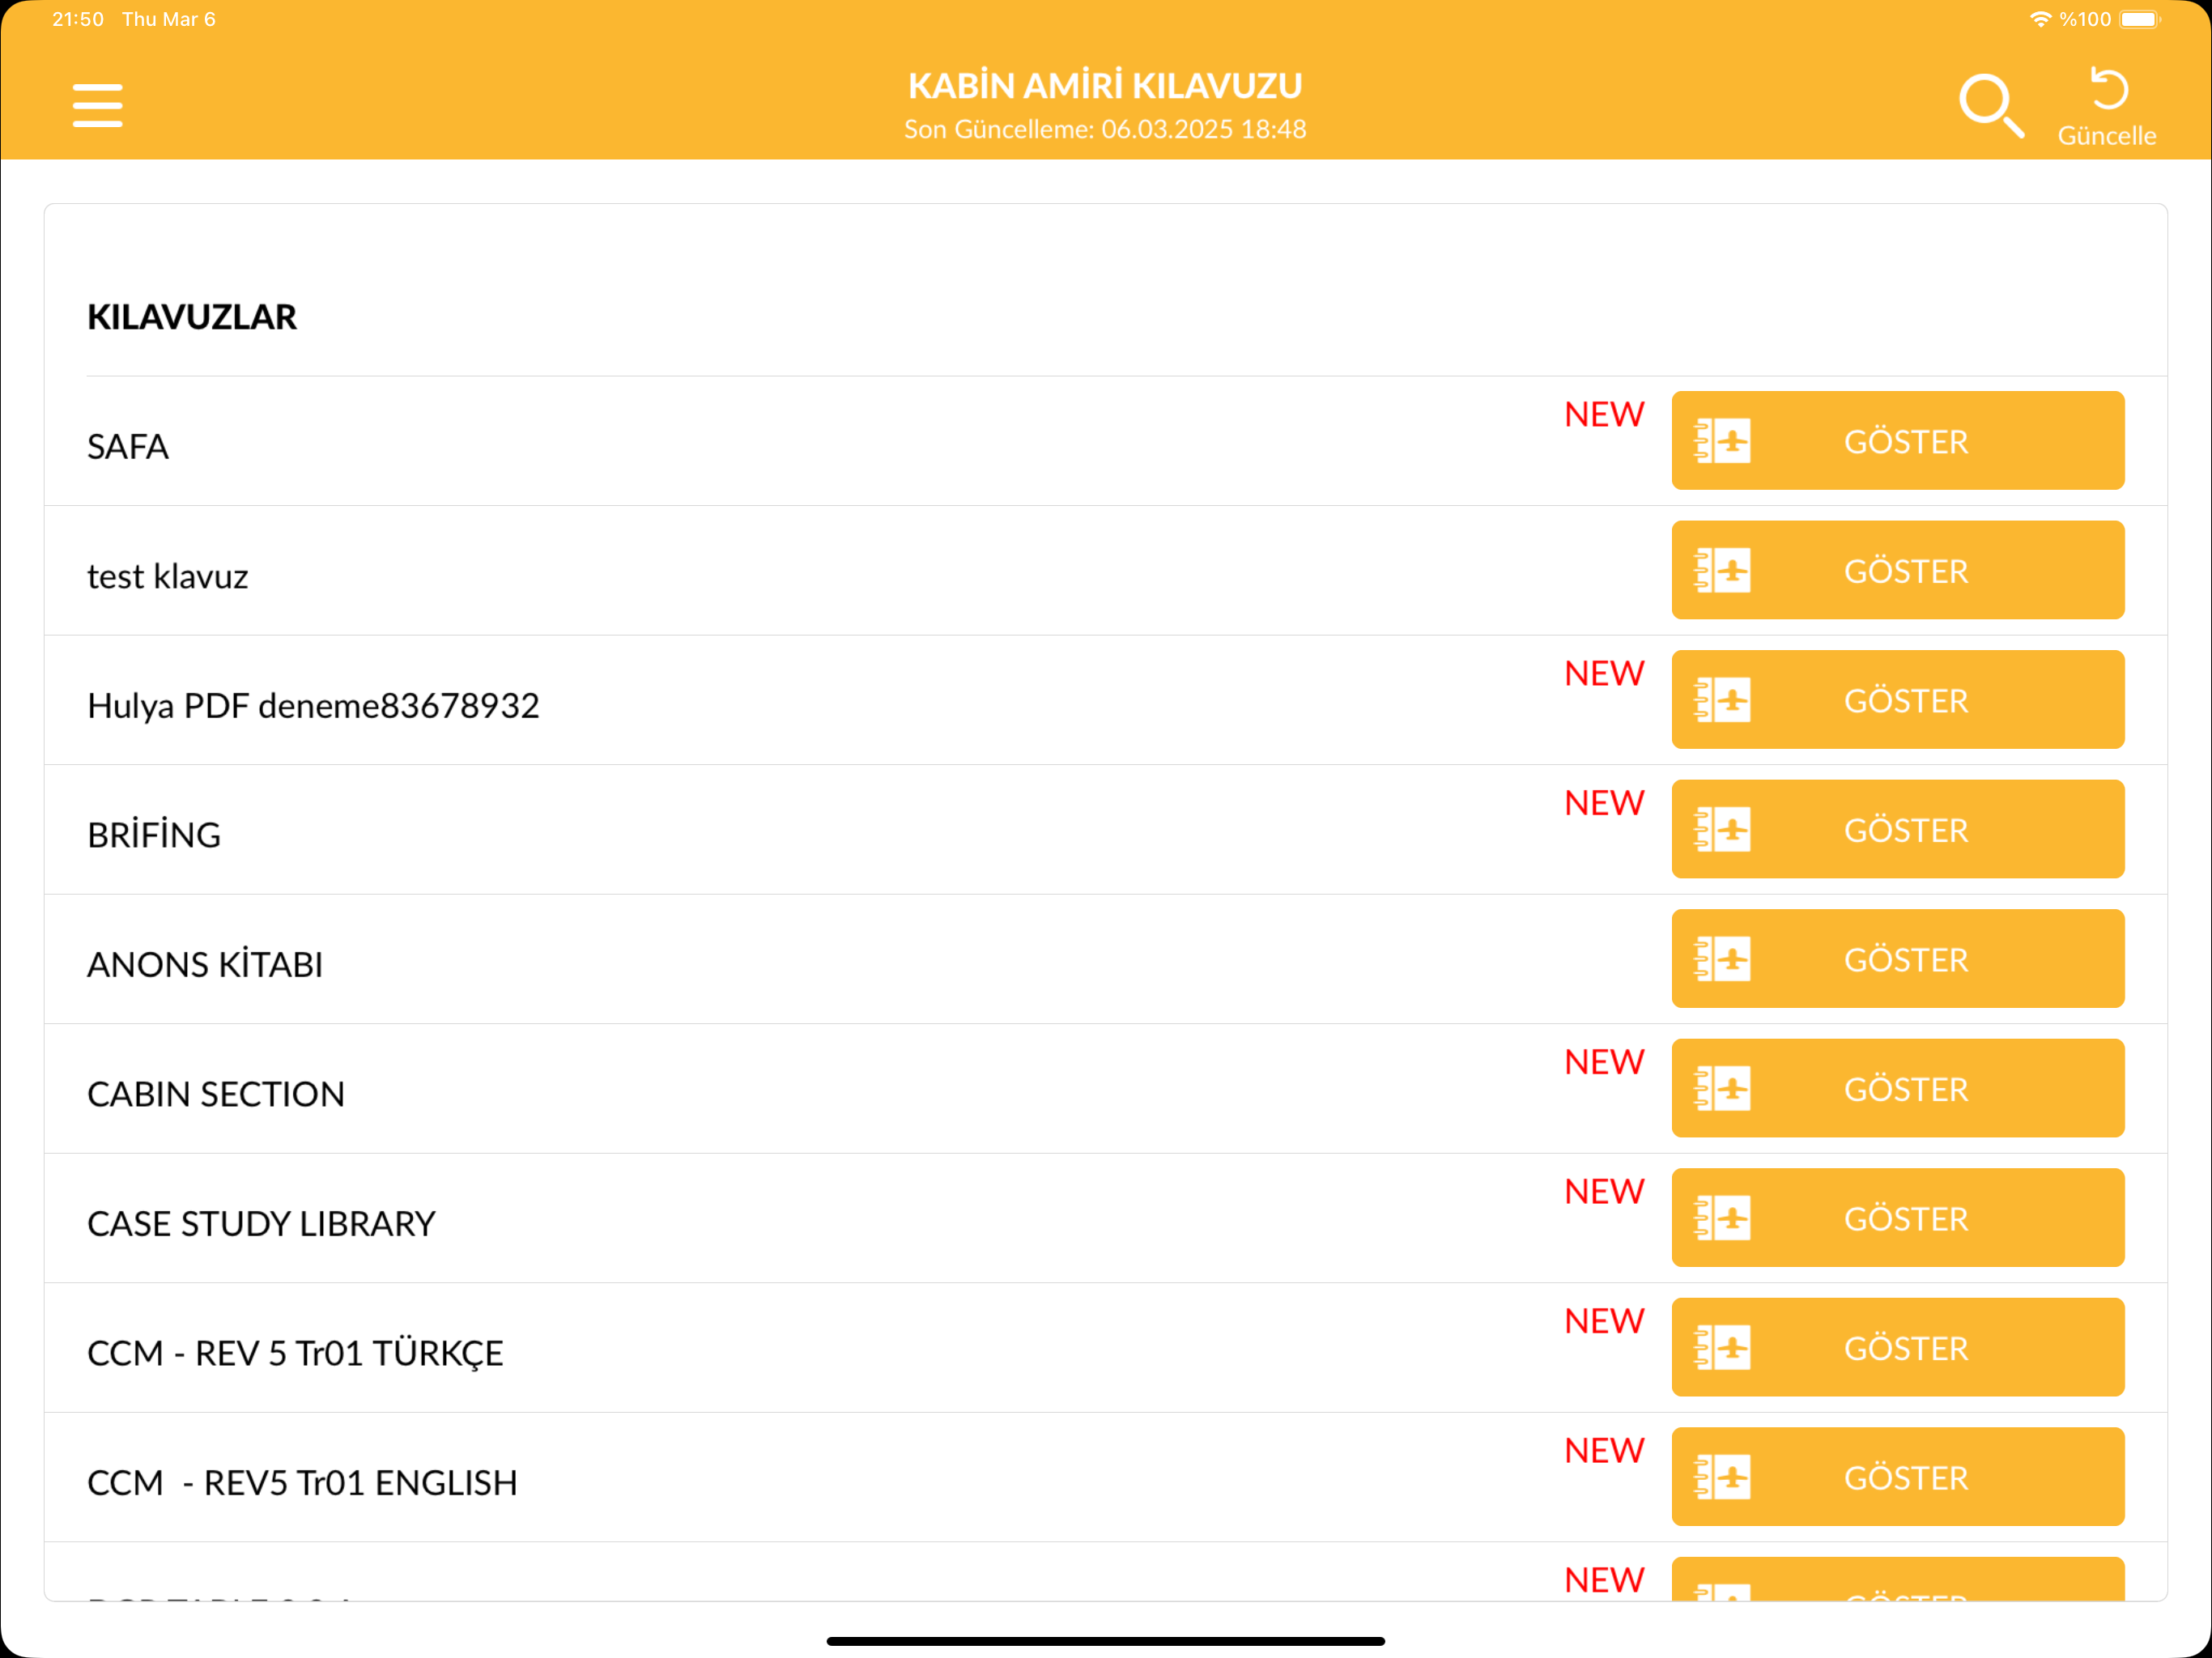 21:50 Thu Mar 6
%100
KABİN AMİRİ KILAVUZU
Son Güncelleme: 06.03.2025 18:48
Güncelle
KILAVUZLAR
SAFA NEW GÖSTER
test klavuz GÖSTER
Hulya PDF deneme83678932 NEW GÖSTER
BRİFİNG NEW GÖSTER
ANONS KİTABI GÖSTER
CABIN SECTION NEW GÖSTER
CASE STUDY LIBRARY NEW GÖSTER
CCM - REV 5 Tr01 TÜRKÇE NEW GÖSTER
CCM  - REV5 Tr01 ENGLISH NEW GÖSTER
NEW GÖSTER